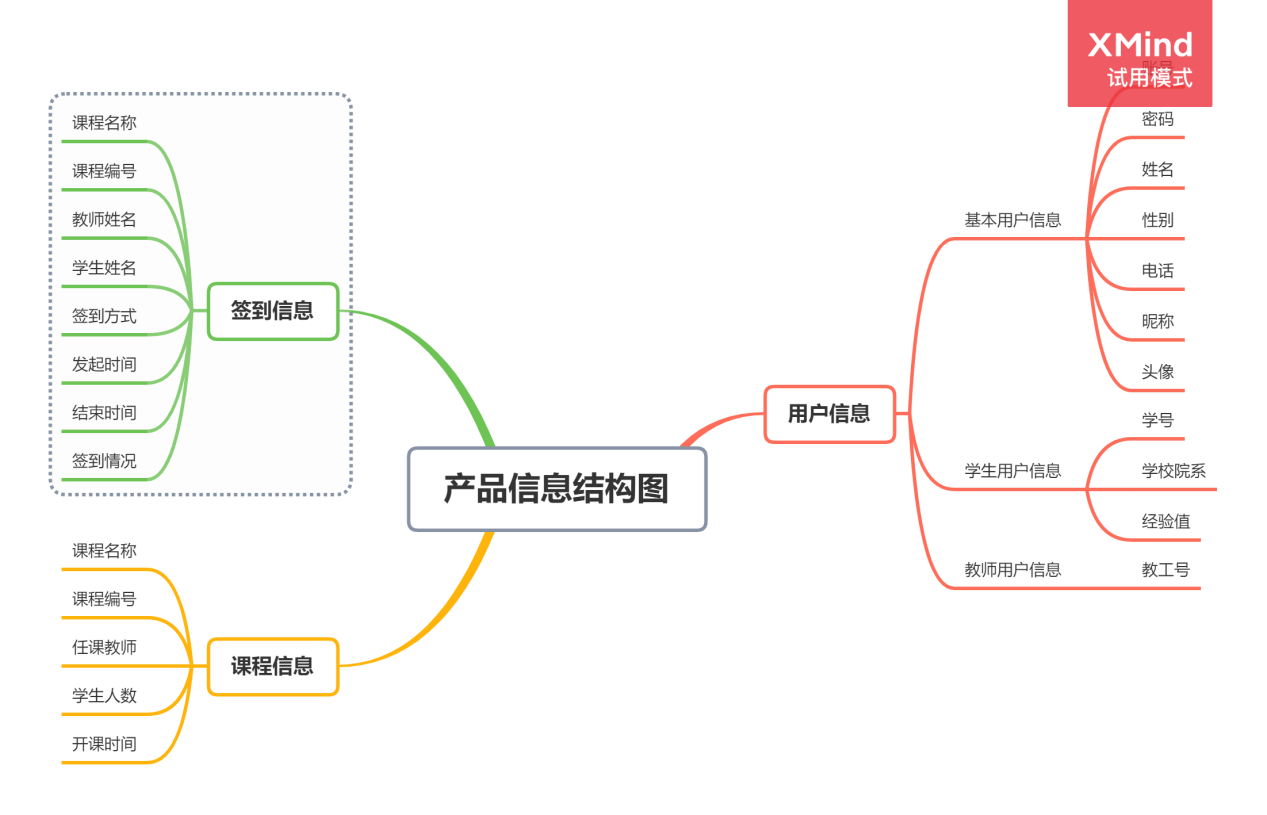 XMind
试用模式
课程名称
课程编号
教师姓名
学生姓名
签到方式
发起时间
结束时间
签到情况
签到信息
课程名称
课程编号
任课教师
学生人数
开课时间
课程信息
产品信息结构图
用户信息
基本用户信息
密码
姓名
性别
电话
昵称
头像
学生用户信息
学号
学校院系
经验值
教师用户信息
教工号